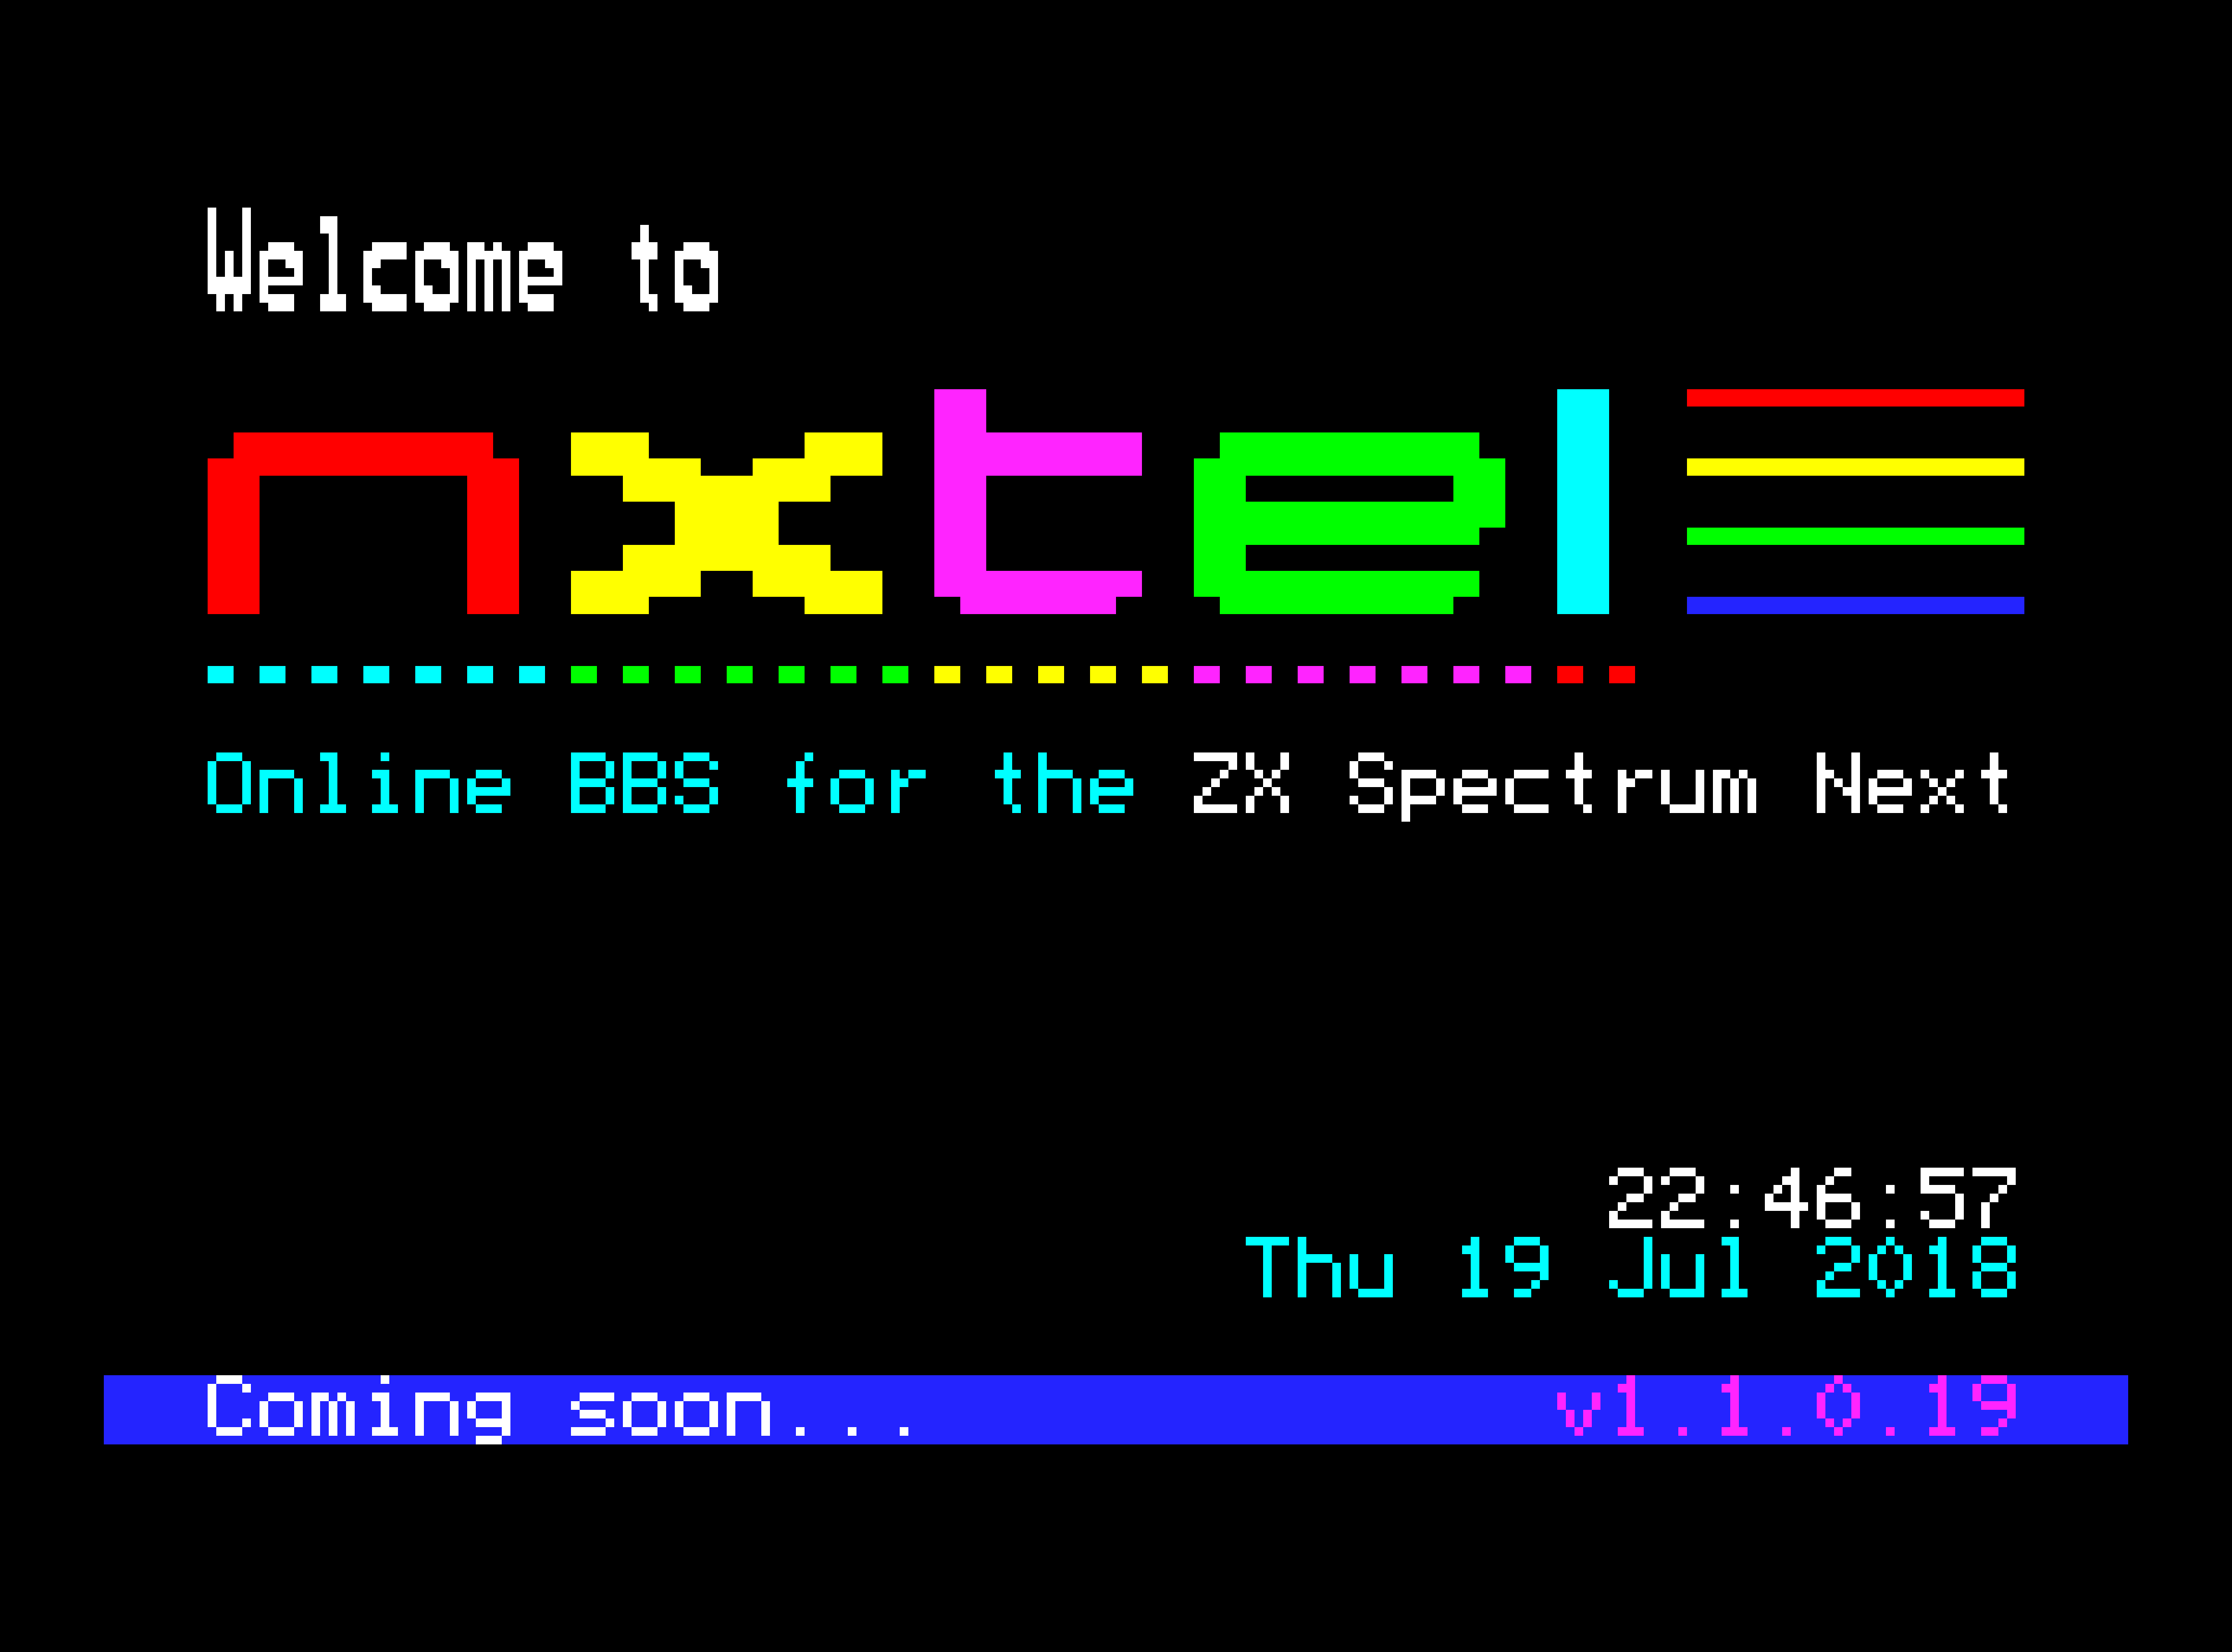 Welcome to
nxtel
Online BBS for the ZX Spectrum Next
22:46:57
Thu 19 Jul 2018
Coming soon... v1.1.0.19